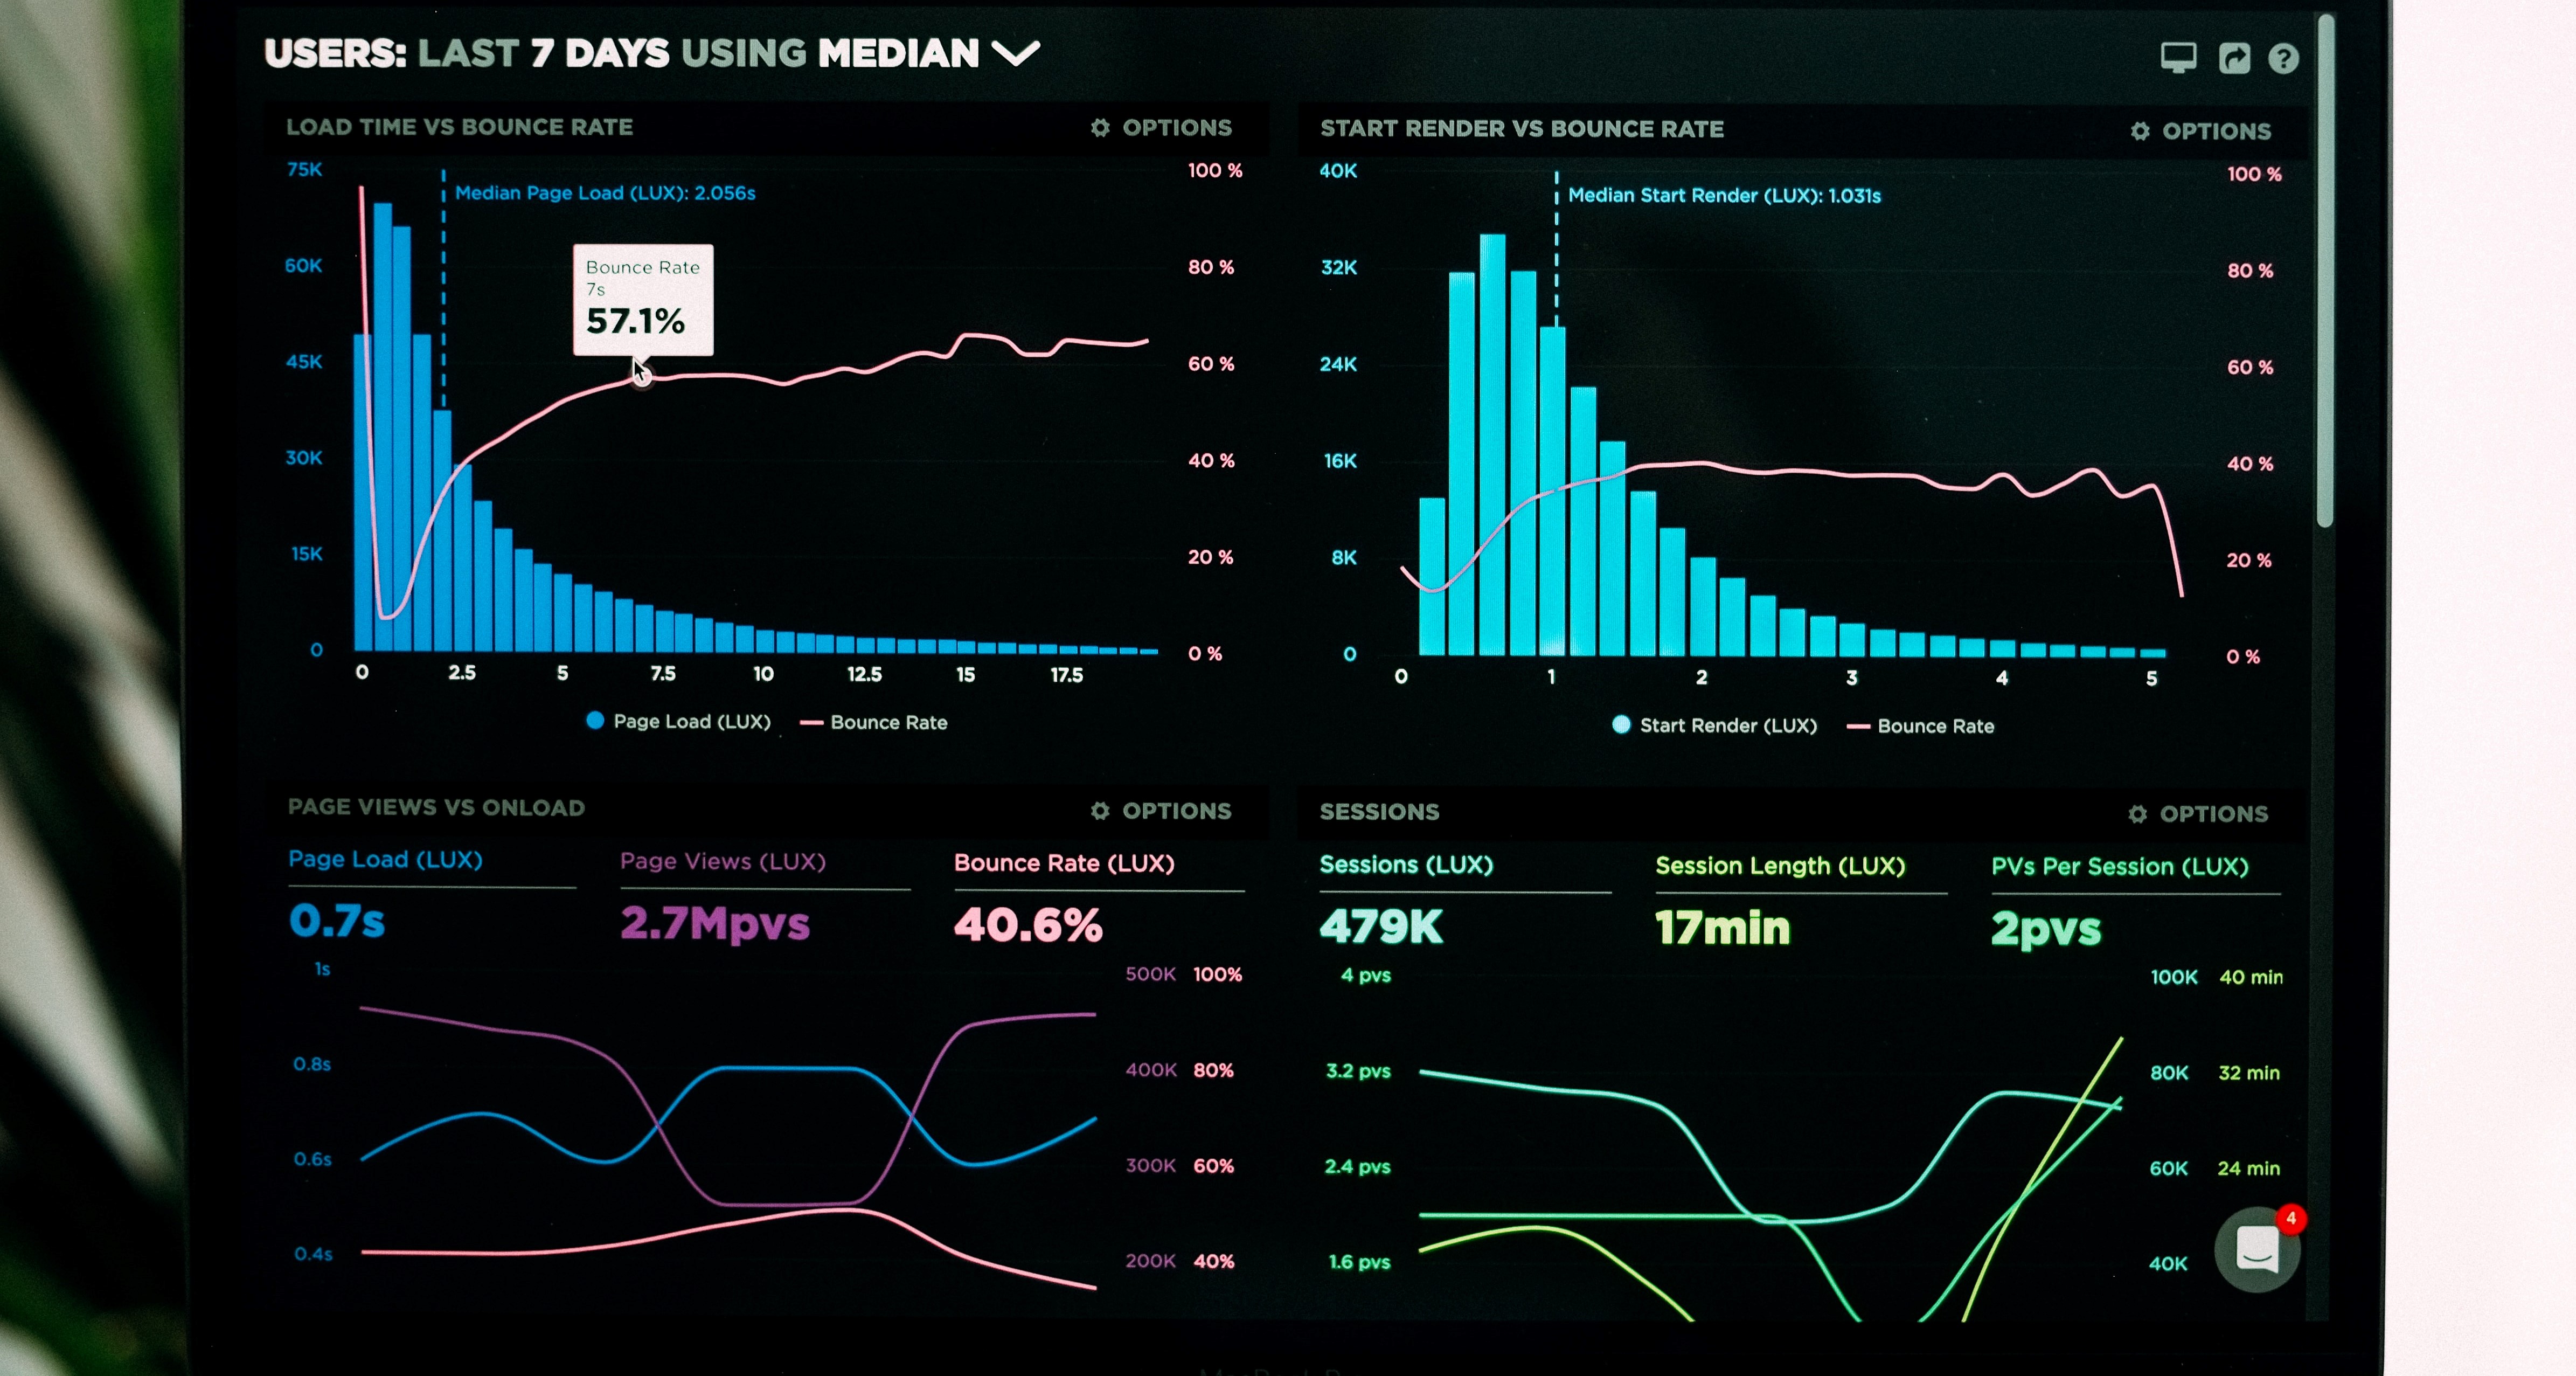 USERS: LAST 7 DAYS USING MEDIAN
LOAD TIME VS BOUNCE RATE
OPTIONS
75K
60K
45K
30K
15K
0
Median Page Load (LUX): 2.056s
Bounce Rate
7s
57.1%
100 %
80 %
60 %
40 %
20 %
0 %
0 2.5 5 7.5 10 12.5 15 17.5
Page Load (LUX) Bounce Rate
START RENDER VS BOUNCE RATE
OPTIONS
40K
32K
24K
16K
8K
0
Median Start Render (LUX): 1.031s
100 %
80 %
60 %
40 %
20 %
0 %
0 1 2 3 4 5
Start Render (LUX) Bounce Rate
PAGE VIEWS VS ONLOAD
OPTIONS
Page Load (LUX) Page Views (LUX) Bounce Rate (LUX)
0.7s 2.7Mpvs 40.6%
1s
0.8s
0.6s
0.4s
500K 100%
400K 80%
300K 60%
200K 40%
SESSIONS
OPTIONS
Sessions (LUX) Session Length (LUX) PVs Per Session (LUX)
479K 17min 2pvs
4 pvs
3.2 pvs
2.4 pvs
1.6 pvs
100K 40 min
80K 32 min
60K 24 min
40K
4